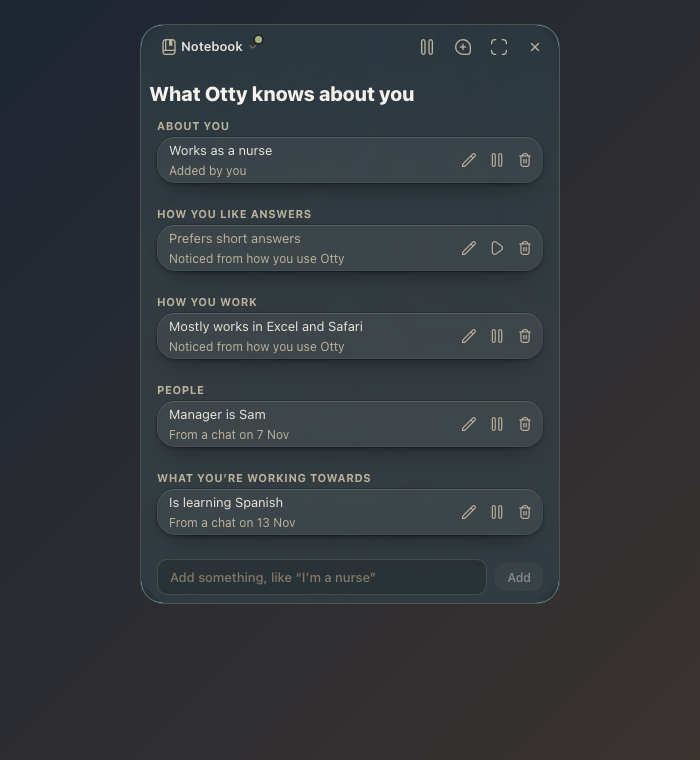 Notebook
What Otty knows about you
ABOUT YOU
Works as a nurse
Added by you
HOW YOU LIKE ANSWERS
Prefers short answers
Noticed from how you use Otty
HOW YOU WORK
Mostly works in Excel and Safari
Noticed from how you use Otty
PEOPLE
Manager is Sam
From a chat on 7 Nov
WHAT YOU’RE WORKING TOWARDS
Is learning Spanish
From a chat on 13 Nov
Add something, like “I’m a nurse”
Add